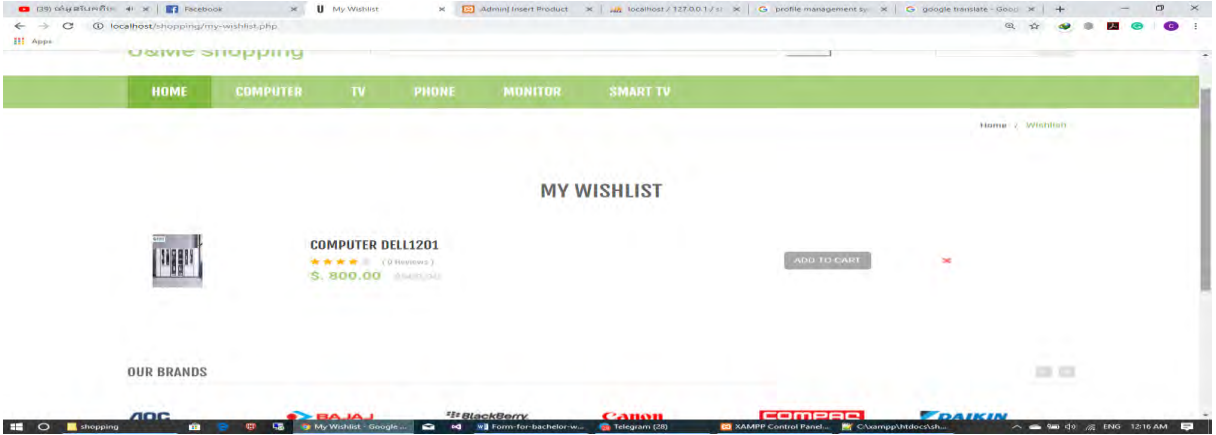 Facebook
My Wishlist
Admin| Insert Product
localhost / 127.0.0.1 /
profile management sy
google translate - Goog
localhost/shopping/my-wishlist.php
Apps
U&Me shopping
HOME COMPUTER TV PHONE MONITOR SMART TV
Home / Wishlist
MY WISHLIST
COMPUTER DELL1201
( 0 Reviews )
$. 800.00
ADD TO CART
OUR BRANDS
AOC BAJAJ BlackBerry Canon COMPAQ DAIKIN
shopping My Wishlist - Google ... Form-for-bachelor-w... Telegram (28) XAMPP Control Panel... C:\xampp\htdocs\sh... ENG 12:16 AM